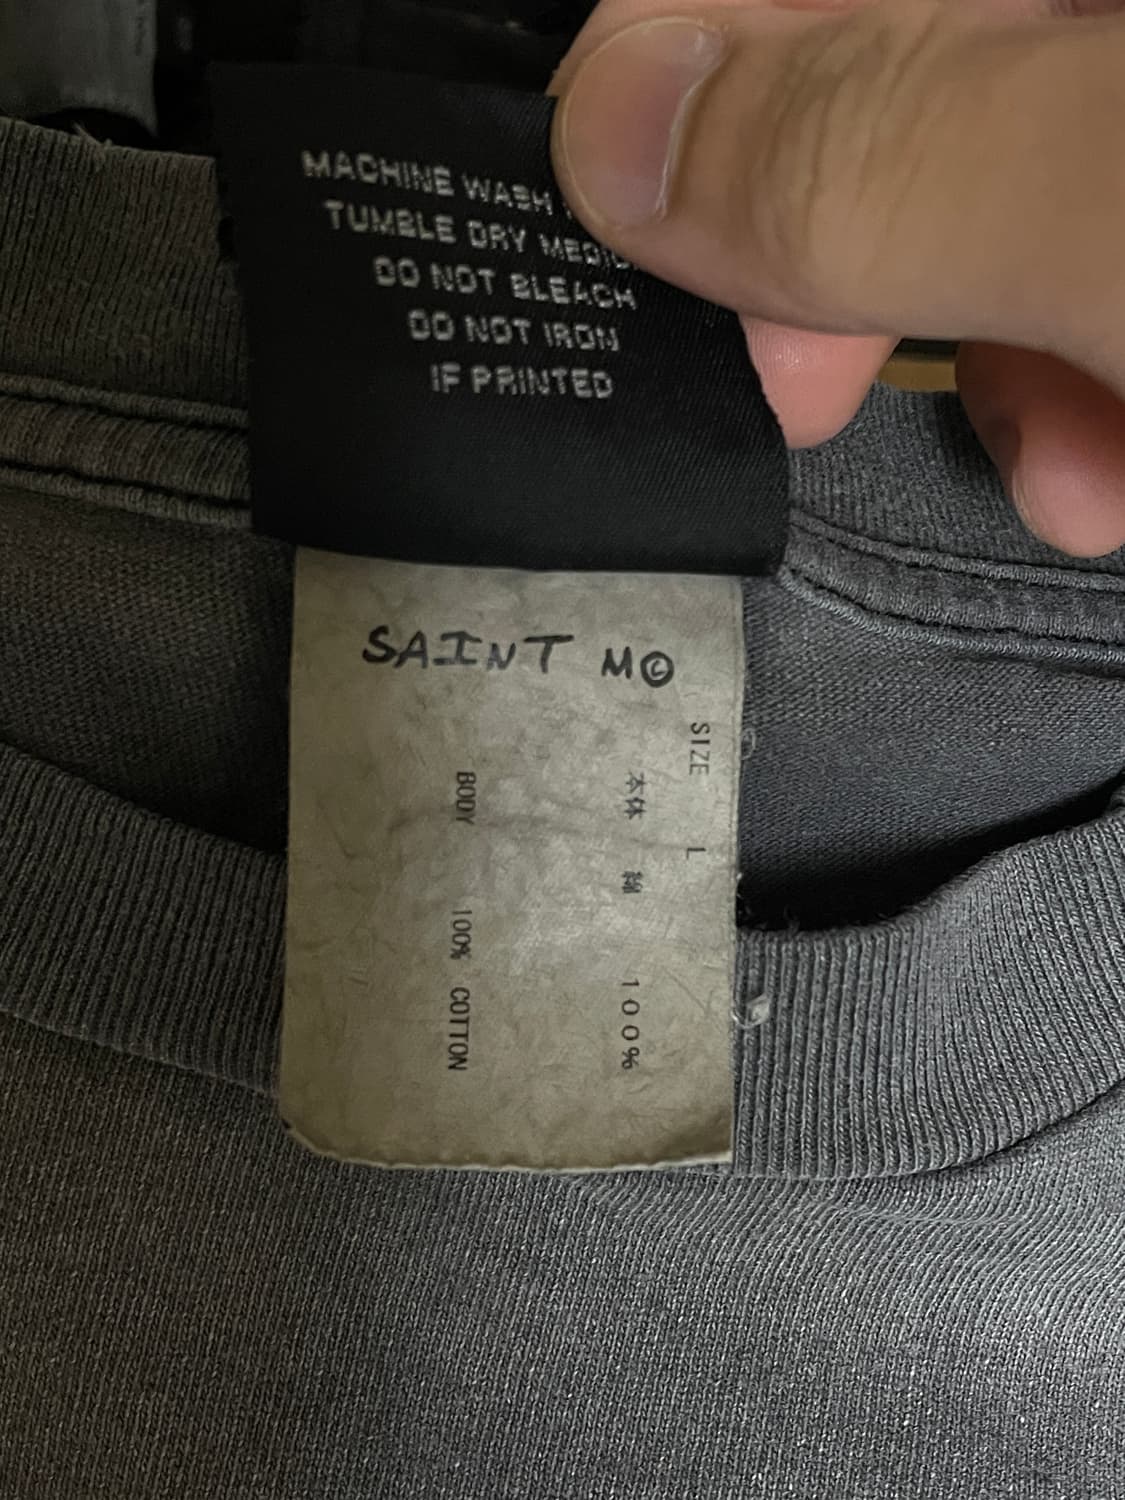 MACHINE WASH
TUMBLE DRY
DO NOT BLEACH
DO NOT IRON
IF PRINTED
SAINT M©
SIZE L
本体 綿 100%
BODY 100% COTTON